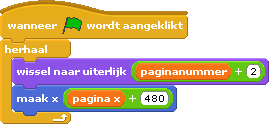 wanneer wordt aangeklikt
herhaal
wissel naar uiterlijk paginanummer + 2
maak x pagina x + 480